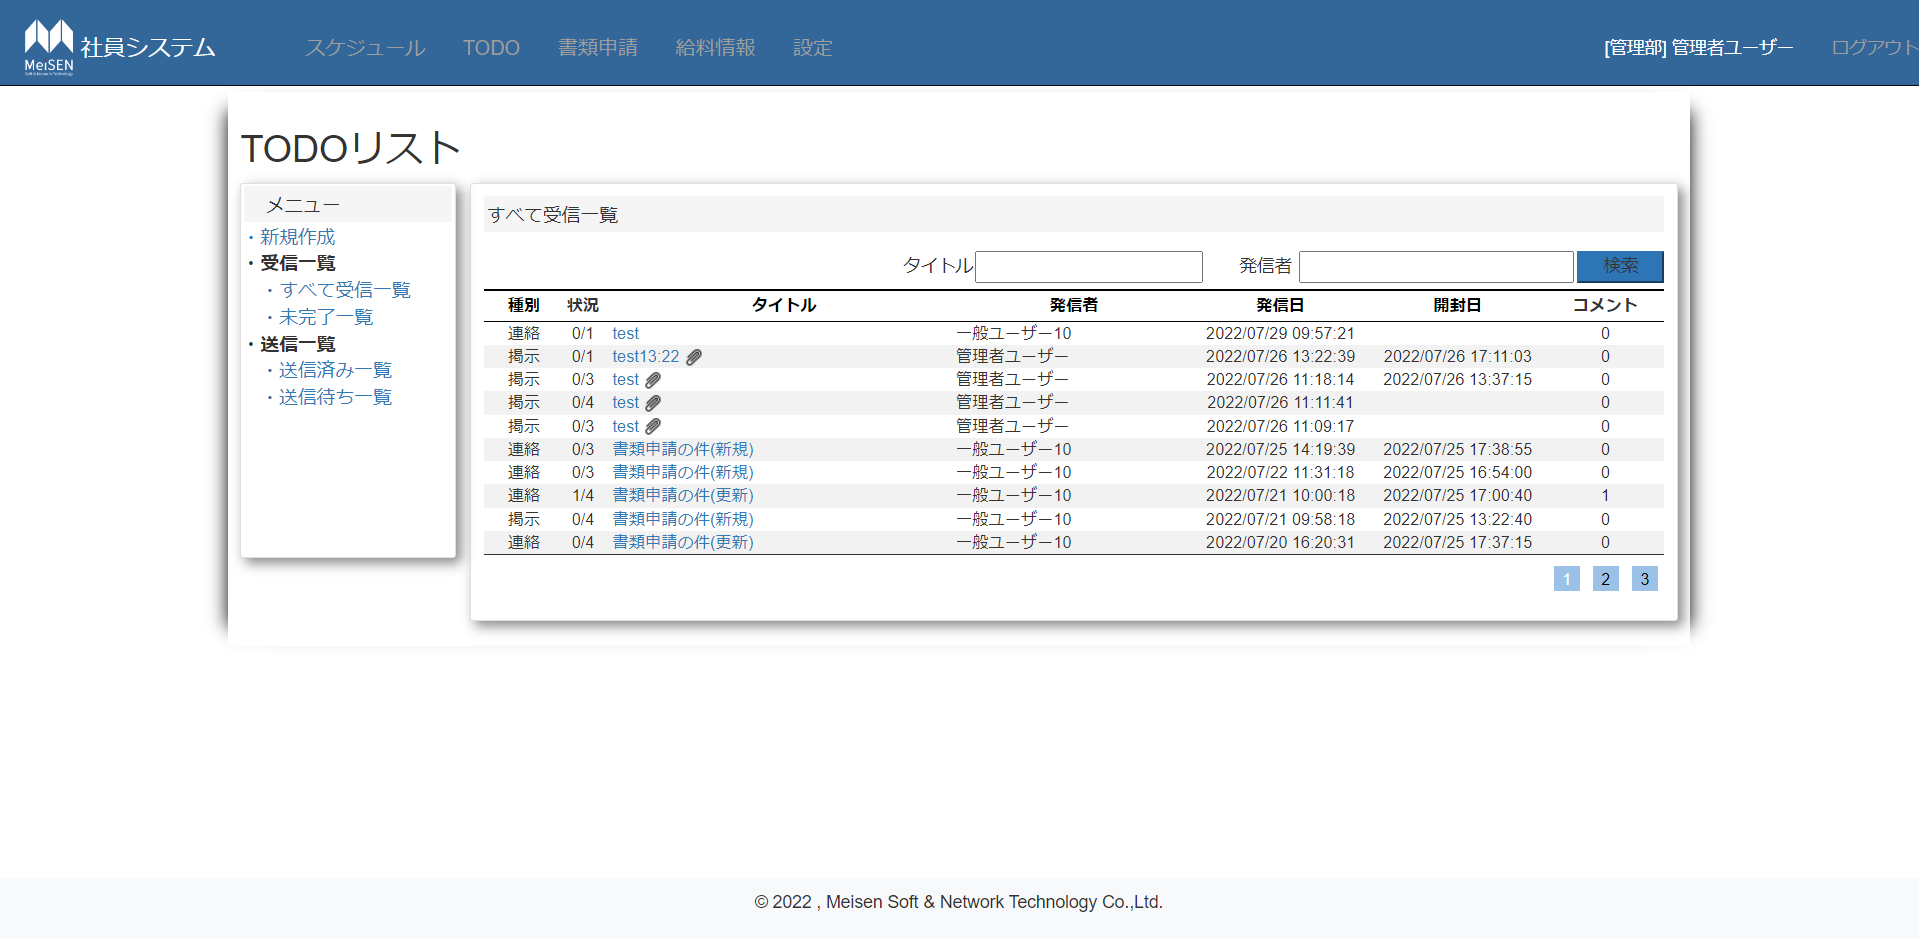 MeiSEN
Soft & Network Technology
社員システム スケジュール TODO 書類申請 給料情報 設定 [管理部] 管理者ユーザー ログアウト
TODOリスト
メニュー
・新規作成
・受信一覧
・すべて受信一覧
・未完了一覧
・送信一覧
・送信済み一覧
・送信待ち一覧
すべて受信一覧
タイトル 発信者 検索
種別 状況 タイトル 発信者 発信日 開封日 コメント
連絡 0/1 test 一般ユーザー10 2022/07/29 09:57:21 0
掲示 0/1 test13:22 管理者ユーザー 2022/07/26 13:22:39 2022/07/26 17:11:03 0
掲示 0/3 test 管理者ユーザー 2022/07/26 11:18:14 2022/07/26 13:37:15 0
掲示 0/4 test 管理者ユーザー 2022/07/26 11:11:41 0
掲示 0/3 test 管理者ユーザー 2022/07/26 11:09:17 0
連絡 0/3 書類申請の件(新規) 一般ユーザー10 2022/07/25 14:19:39 2022/07/25 17:38:55 0
連絡 0/3 書類申請の件(新規) 一般ユーザー10 2022/07/22 11:31:18 2022/07/25 16:54:00 0
連絡 1/4 書類申請の件(更新) 一般ユーザー10 2022/07/21 10:00:18 2022/07/25 17:00:40 1
掲示 0/4 書類申請の件(新規) 一般ユーザー10 2022/07/21 09:58:18 2022/07/25 13:22:40 0
連絡 0/4 書類申請の件(更新) 一般ユーザー10 2022/07/20 16:20:31 2022/07/25 17:37:15 0
1 2 3
© 2022 , Meisen Soft & Network Technology Co.,Ltd.